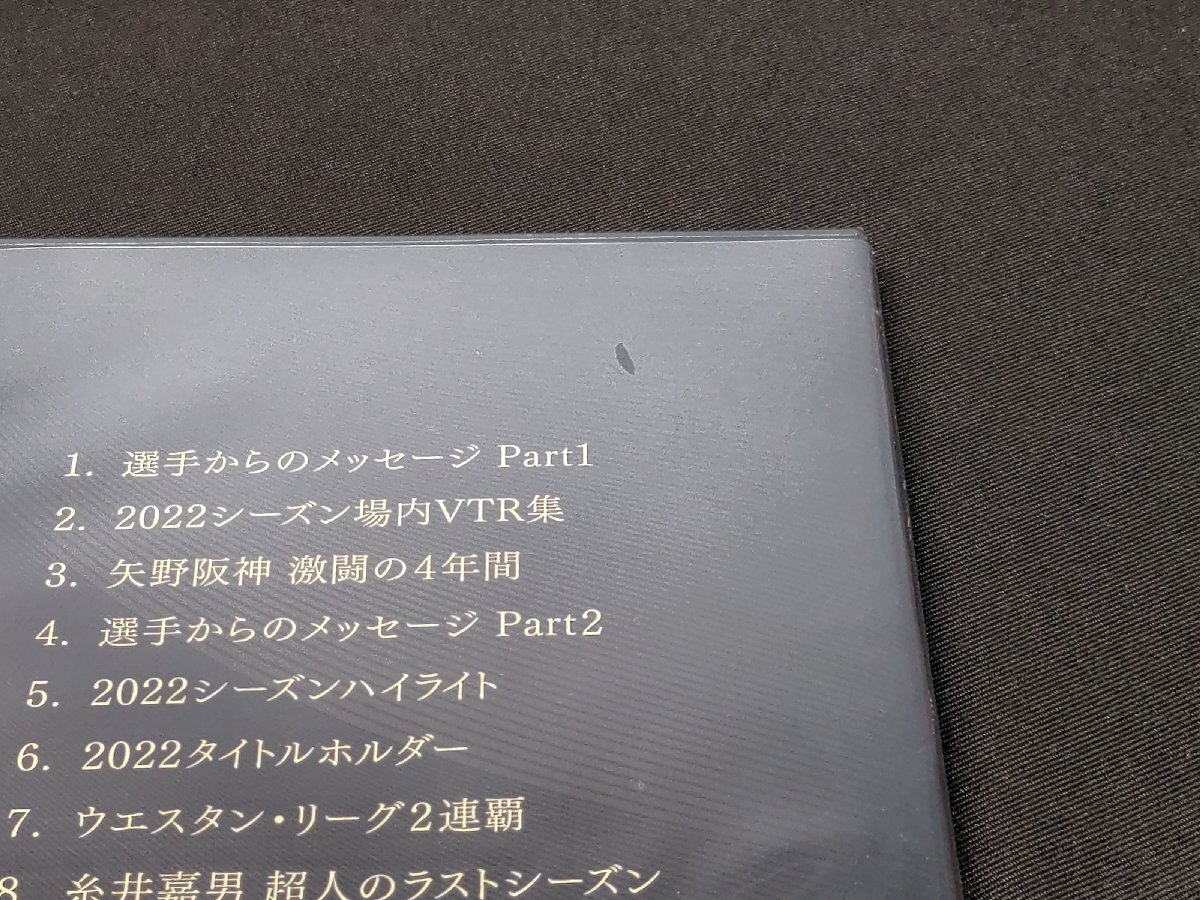 1. 選手からのメッセージ Part1
2. 2022シーズン場内VTR集
3. 矢野阪神 激闘の4年間
4. 選手からのメッセージ Part2
5. 2022シーズンハイライト
6. 2022タイトルホルダー
7. ウエスタン・リーグ2連覇
8. 糸井嘉男 超人のラストシーズン